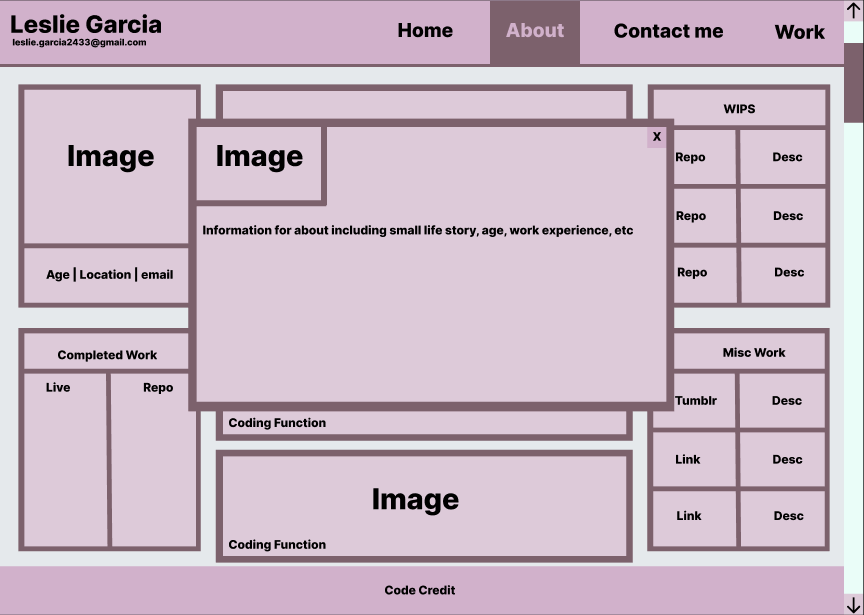 Leslie Garcia
leslie.garcia2433@gmail.com
Home
About
Contact me
Work
Image
Age | Location | email
Completed Work
Live
Repo
X
Image
Information for about including small life story, age, work experience, etc
Coding Function
Image
Coding Function
WIPS
Repo
Desc
Repo
Desc
Repo
Desc
Misc Work
Tumblr
Desc
Link
Desc
Link
Desc
Code Credit